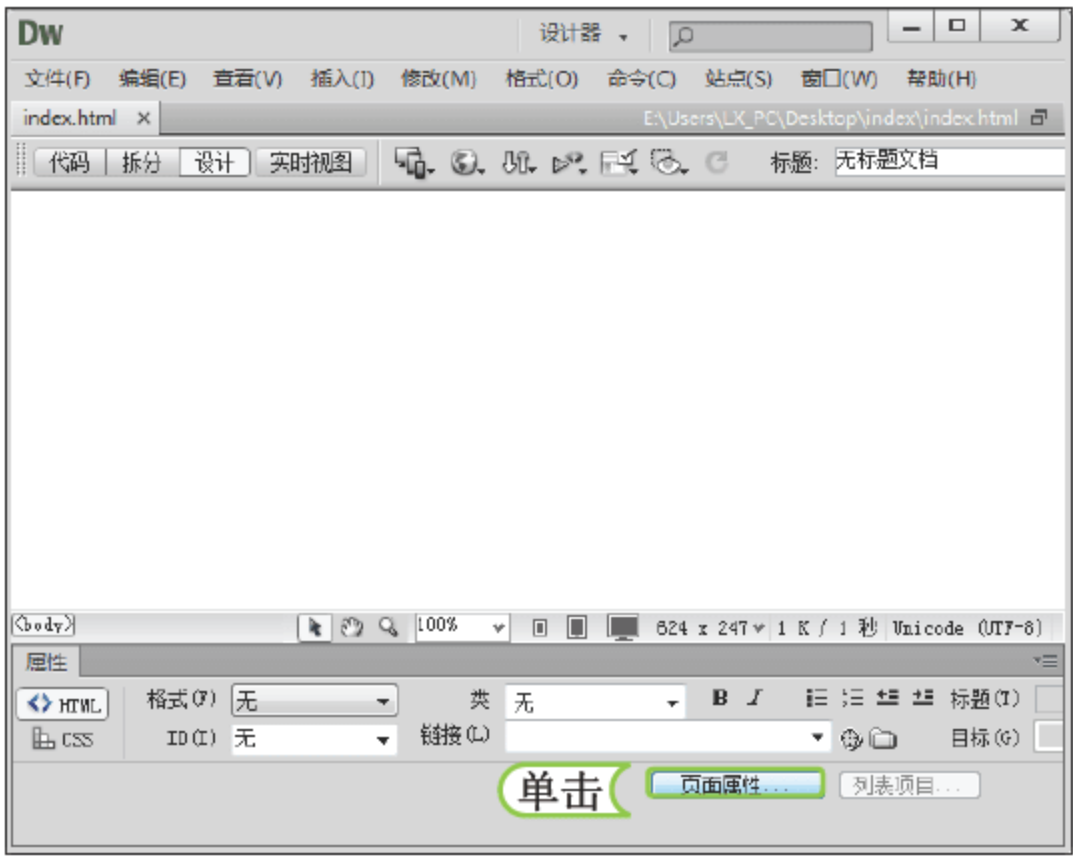 Dw 设计器
文件(F) 编辑(E) 查看(V) 插入(I) 修改(M) 格式(O) 命令(C) 站点(S) 窗口(W) 帮助(H)
index.html E:\Users\LX_PC\Desktop\index\index.html
代码 拆分 设计 实时视图 标题: 无标题文档
<body> 100% 624 x 247 1 K / 1 秒 Unicode (UTF-8)
属性
HTML 格式(F) 无 类 无 B I 标题(T)
CSS ID(I) 无 链接(L) 目标(G)
单击 页面属性... 列表项目...